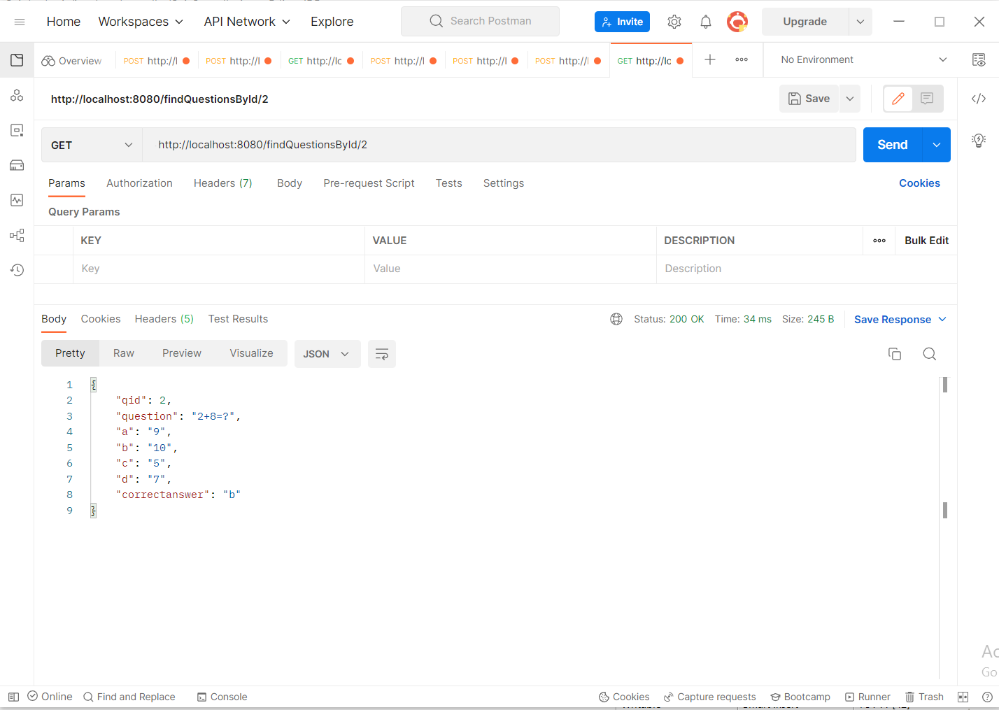 Home Workspaces API Network Explore Search Postman Invite Upgrade
Overview POST http://l POST http://l GET http://lc POST http://l POST http://l POST http://l GET http://lc No Environment
http://localhost:8080/findQuestionsById/2 Save
GET http://localhost:8080/findQuestionsById/2 Send
Params Authorization Headers (7) Body Pre-request Script Tests Settings Cookies
Query Params
KEY VALUE DESCRIPTION Bulk Edit
Key Value Description
Body Cookies Headers (5) Test Results Status: 200 OK Time: 34 ms Size: 245 B Save Response
Pretty Raw Preview Visualize JSON
1 {
2 "qid": 2,
3 "question": "2+8=?",
4 "a": "9",
5 "b": "10",
6 "c": "5",
7 "d": "7",
8 "correctanswer": "b"
9 }
Ac
Go
Online Find and Replace Console Cookies Capture requests Bootcamp Runner Trash